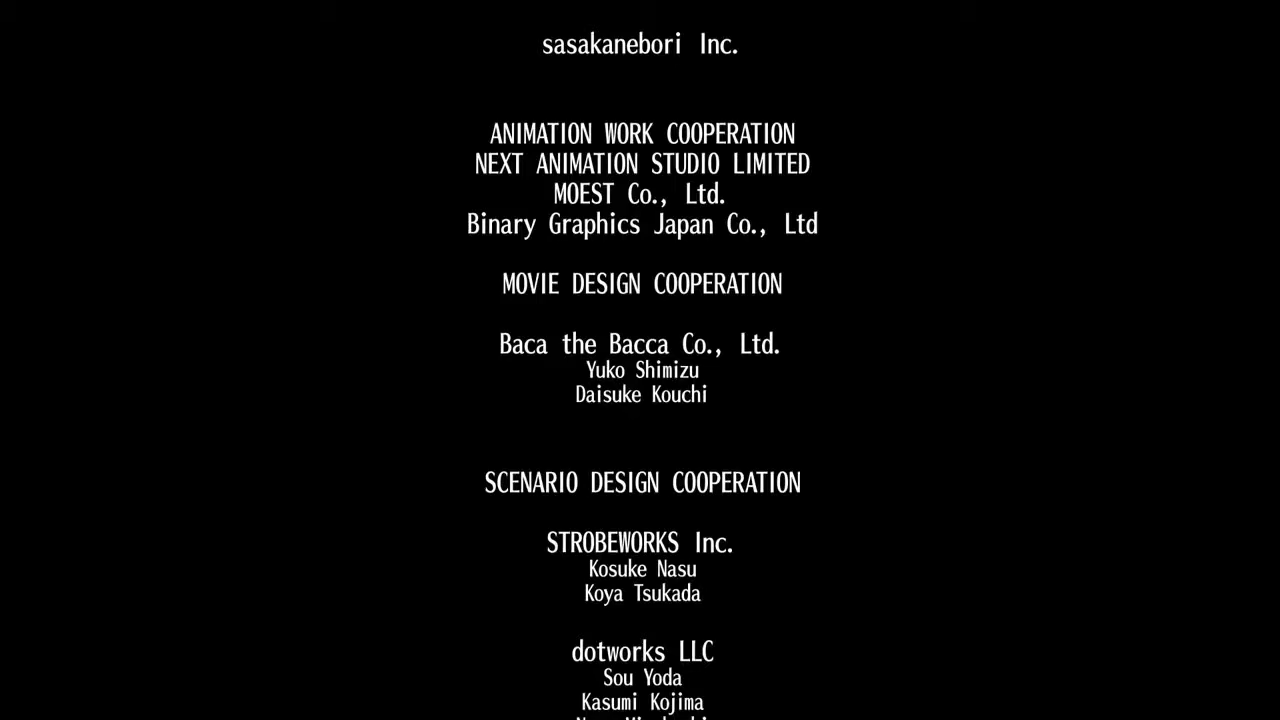 sasakanebori Inc.
ANIMATION WORK COOPERATION
NEXT ANIMATION STUDIO LIMITED
MOEST Co., Ltd.
Binary Graphics Japan Co., Ltd
MOVIE DESIGN COOPERATION
Baca the Bacca Co., Ltd.
Yuko Shimizu
Daisuke Kouchi
SCENARIO DESIGN COOPERATION
STROBEWORKS Inc.
Kosuke Nasu
Koya Tsukada
dotworks LLC
Sou Yoda
Kasumi Kojima